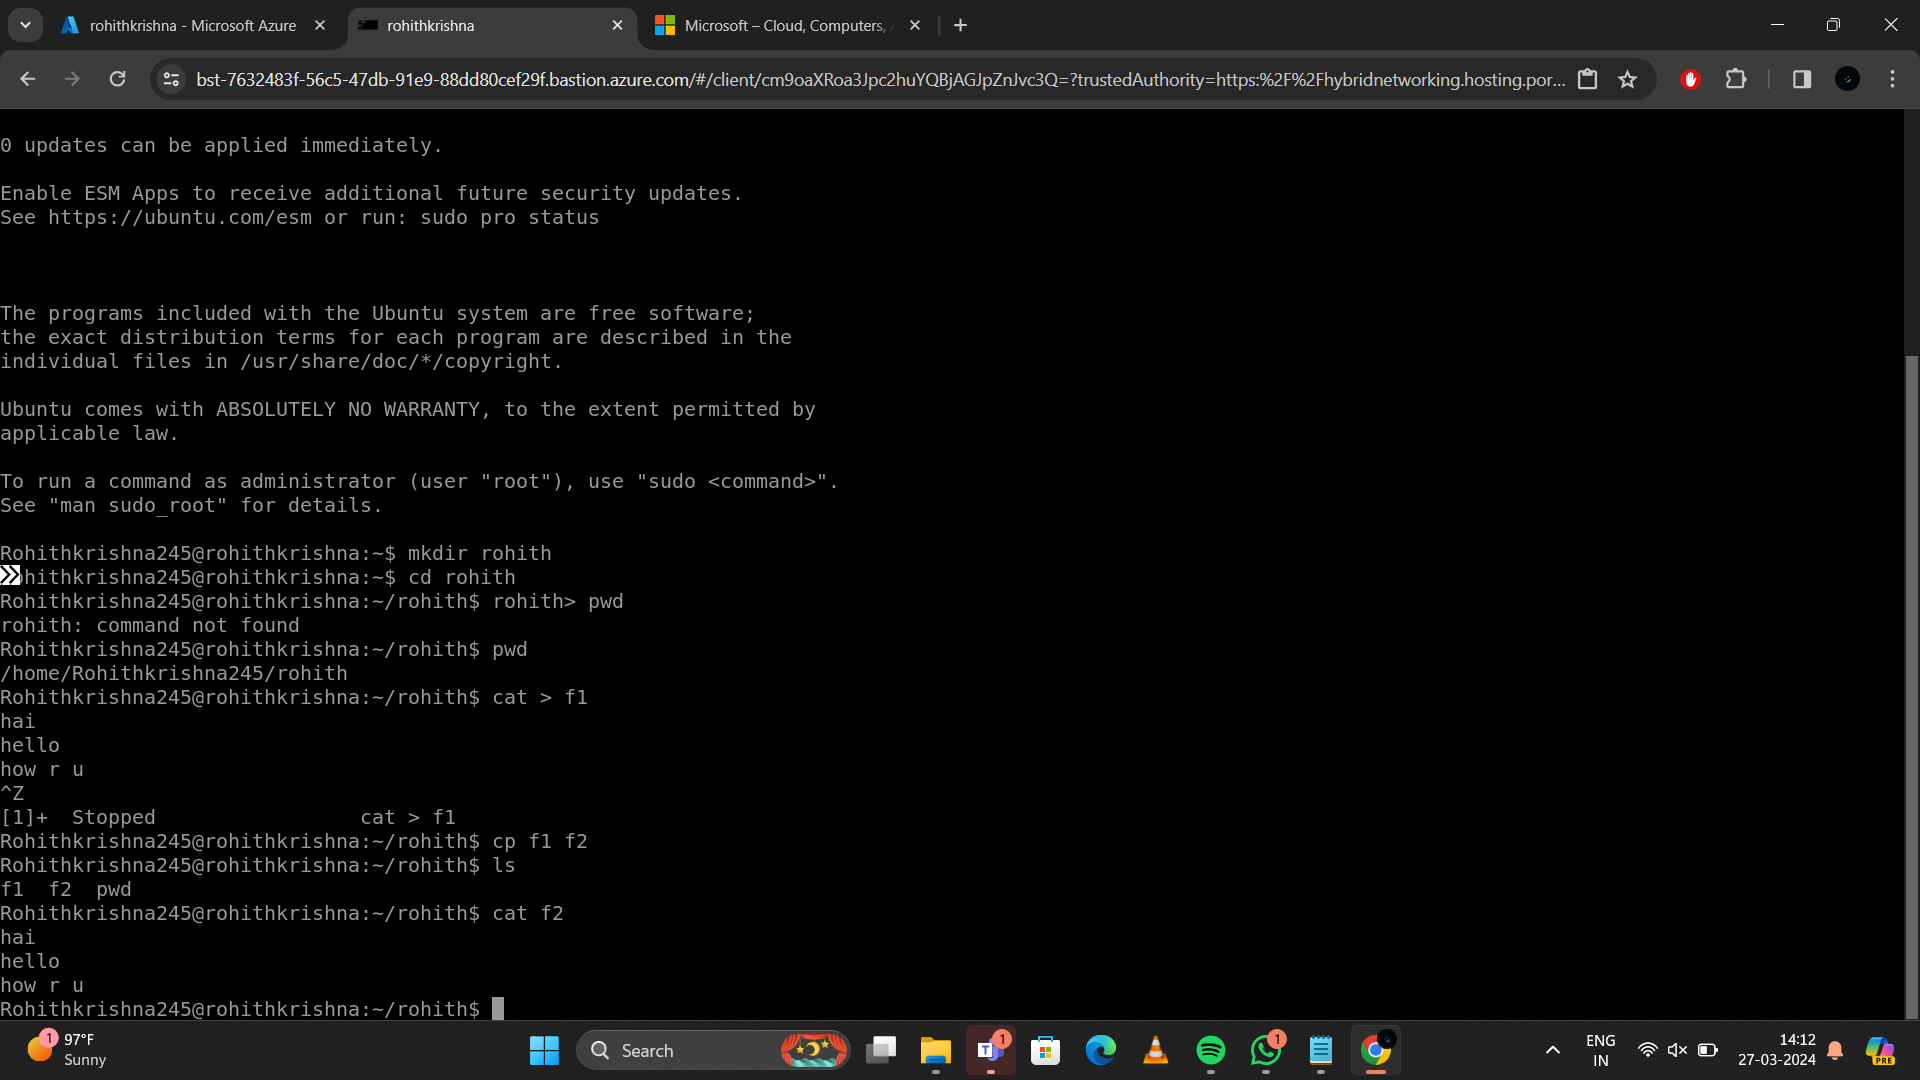 rohithkrishna - Microsoft Azure
rohithkrishna
Microsoft – Cloud, Computers,
bst-7632483f-56c5-47db-91e9-88dd80cef29f.bastion.azure.com/#/client/cm9oaXRoa3Jpc2huYQBjAGJpZnJvc3Q=?trustedAuthority=https:%2F%2Fhybridnetworking.hosting.por...
0 updates can be applied immediately.
Enable ESM Apps to receive additional future security updates.
See https://ubuntu.com/esm or run: sudo pro status
The programs included with the Ubuntu system are free software;
the exact distribution terms for each program are described in the
individual files in /usr/share/doc/*/copyright.
Ubuntu comes with ABSOLUTELY NO WARRANTY, to the extent permitted by
applicable law.
To run a command as administrator (user "root"), use "sudo <command>".
See "man sudo_root" for details.
Rohithkrishna245@rohithkrishna:~$ mkdir rohith
ohithkrishna245@rohithkrishna:~$ cd rohith
Rohithkrishna245@rohithkrishna:~/rohith$ rohith> pwd
rohith: command not found
Rohithkrishna245@rohithkrishna:~/rohith$ pwd
/home/Rohithkrishna245/rohith
Rohithkrishna245@rohithkrishna:~/rohith$ cat > f1
hai
hello
how r u
^Z
[1]+  Stopped                 cat > f1
Rohithkrishna245@rohithkrishna:~/rohith$ cp f1 f2
Rohithkrishna245@rohithkrishna:~/rohith$ ls
f1  f2  pwd
Rohithkrishna245@rohithkrishna:~/rohith$ cat f2
hai
hello
how r u
Rohithkrishna245@rohithkrishna:~/rohith$
1
97°F
Sunny
Search
T
1
1
ENG
IN
14:12
27-03-2024
PRE